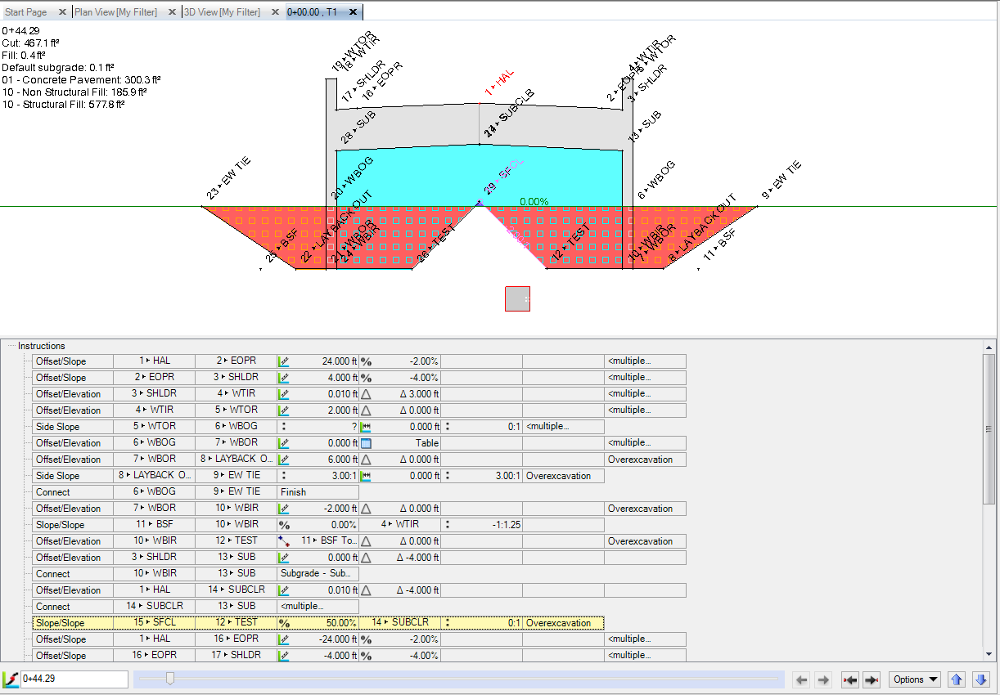 Start Page
Plan View [My Filter]
3D View [My Filter]
0+00.00 , T1
0+44.29
Cut: 467.1 ft²
Fill: 0.4 ft²
Default subgrade: 0.1 ft²
01 - Concrete Pavement: 300.3 ft²
10 - Non Structural Fill: 185.9 ft²
10 - Structural Fill: 577.8 ft²
19 ▸ WTOR
18 ▸ WTIR
17 ▸ SHLDR
16 ▸ EOPR
1 ▸ HAL
4 ▸ WTIR
5 ▸ WTOR
2 ▸ EOPR
3 ▸ SHLDR
28 ▸ SUB
13 ▸ SUB
23 ▸ EW TIE
20 ▸ WBOG
29 ▸ SFCL
0.00%
6 ▸ WBOG
9 ▸ EW TIE
25 ▸ BSF
22 ▸ LAYBACK OUT
21 ▸ WBOR
24 ▸ WBIR
26 ▸ TEST
12 ▸ TEST
10 ▸ WBIR
7 ▸ WBOR
8 ▸ LAYBACK OUT
11 ▸ BSF
Instructions
Offset/Slope 1 ▸ HAL 2 ▸ EOPR 24.000 ft % -2.00% <multiple...
Offset/Slope 2 ▸ EOPR 3 ▸ SHLDR 4.000 ft % -4.00% <multiple...
Offset/Elevation 3 ▸ SHLDR 4 ▸ WTIR 0.010 ft Δ 3.000 ft <multiple...
Offset/Elevation 4 ▸ WTIR 5 ▸ WTOR 2.000 ft Δ 0.000 ft <multiple...
Side Slope 5 ▸ WTOR 6 ▸ WBOG : ? 0.000 ft : 0:1 <multiple...
Offset/Elevation 6 ▸ WBOG 7 ▸ WBOR 0.000 ft Table <multiple...
Offset/Elevation 7 ▸ WBOR 8 ▸ LAYBACK O... 6.000 ft Δ 0.000 ft Overexcavation
Side Slope 8 ▸ LAYBACK O... 9 ▸ EW TIE : 3.00:1 0.000 ft : 3.00:1 Overexcavation
Connect 6 ▸ WBOG 9 ▸ EW TIE Finish
Offset/Elevation 7 ▸ WBOR 10 ▸ WBIR -2.000 ft Δ 0.000 ft Overexcavation
Slope/Slope 11 ▸ BSF 10 ▸ WBIR % 0.00% 4 ▸ WTIR : -1:1.25
Offset/Elevation 10 ▸ WBIR 12 ▸ TEST 11 ▸ BSF To... Δ 0.000 ft Overexcavation
Offset/Elevation 3 ▸ SHLDR 13 ▸ SUB 0.000 ft Δ -4.000 ft
Connect 10 ▸ WBIR 13 ▸ SUB Subgrade - Sub...
Offset/Elevation 1 ▸ HAL 14 ▸ SUBCLR 0.010 ft Δ -4.000 ft
Connect 14 ▸ SUBCLR 13 ▸ SUB <multiple...
Slope/Slope 15 ▸ SFCL 12 ▸ TEST % 50.00% 14 ▸ SUBCLR : 0:1 Overexcavation
Offset/Slope 1 ▸ HAL 16 ▸ EOPR -24.000 ft % -2.00% <multiple...
Offset/Slope 16 ▸ EOPR 17 ▸ SHLDR -4.000 ft % -4.00% <multiple...
0+44.29
Options